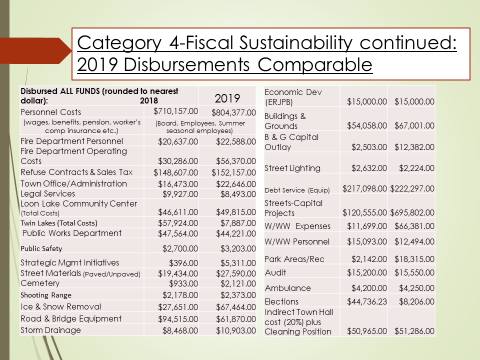 Category 4-Fiscal Sustainability continued:
2019 Disbursements Comparable
Disbursed ALL FUNDS (rounded to nearest
dollar): 2018 2019
Personnel Costs $710,157.00 $804,377.00
(wages, benefits, pension, worker's (Board, Employees, Summer
comp insurance etc.,) seasonal employees)
Fire Department Personnel $20,637.00 $22,588.00
Fire Department Operating
Costs $30,286.00 $56,370.00
Refuse Contracts & Sales Tax $148,607.00 $152,157.00
Town Office/Administration $16,473.00 $22,646.00
Legal Services $9,927.00 $8,493.00
Loon Lake Community Center
(Total Costs) $46,611.00 $49,815.00
Twin Lakes (Total Costs) $57,924.00 $7,887.00
Public Works Department $47,564.00 $44,221.00
Public Safety $2,700.00 $3,203.00
Strategic Mgmt Initiatives $396.00 $5,311.00
Street Materials (Paved/Unpaved) $19,434.00 $27,590.00
Cemetery $933.00 $2,121.00
Shooting Range $2,178.00 $2,373.00
Ice & Snow Removal $27,651.00 $67,464.00
Road & Bridge Equipment $94,515.00 $61,870.00
Storm Drainage $8,468.00 $10,903.00
Economic Dev
(ERJPB) $15,000.00 $15,000.00
Buildings &
Grounds $54,058.00 $67,001.00
B & G Capital
Outlay $2,503.00 $12,382.00
Street Lighting $2,632.00 $2,224.00
Debt Service (Equip) $217,098.00 $222,297.00
Streets-Capital
Projects $120,555.00 $695,802.00
W/WW Expenses $11,699.00 $66,381.00
W/WW Personnel $15,093.00 $12,494.00
Park Areas/Rec $2,142.00 $18,315.00
Audit $15,200.00 $15,550.00
Ambulance $4,200.00 $4,250.00
Elections $44,736.23 $8,206.00
Indirect Town Hall
cost (20%) plus
Cleaning Position $50,965.00 $51,286.00